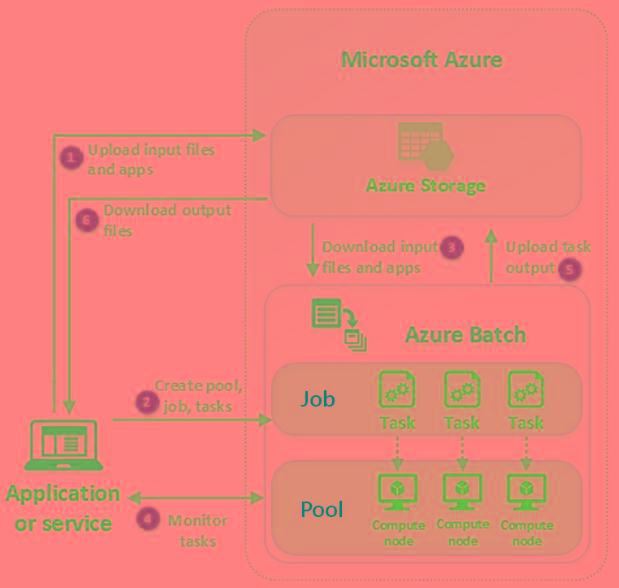 Microsoft Azure
Azure Storage
1 Upload input files
and apps
6 Download output
files
Download input 3
files and apps
Upload task
output 5
Azure Batch
2 Create pool,
job, tasks
Job
Task Task Task
Application
or service
4 Monitor
tasks
Pool
Compute Compute Compute
node node node